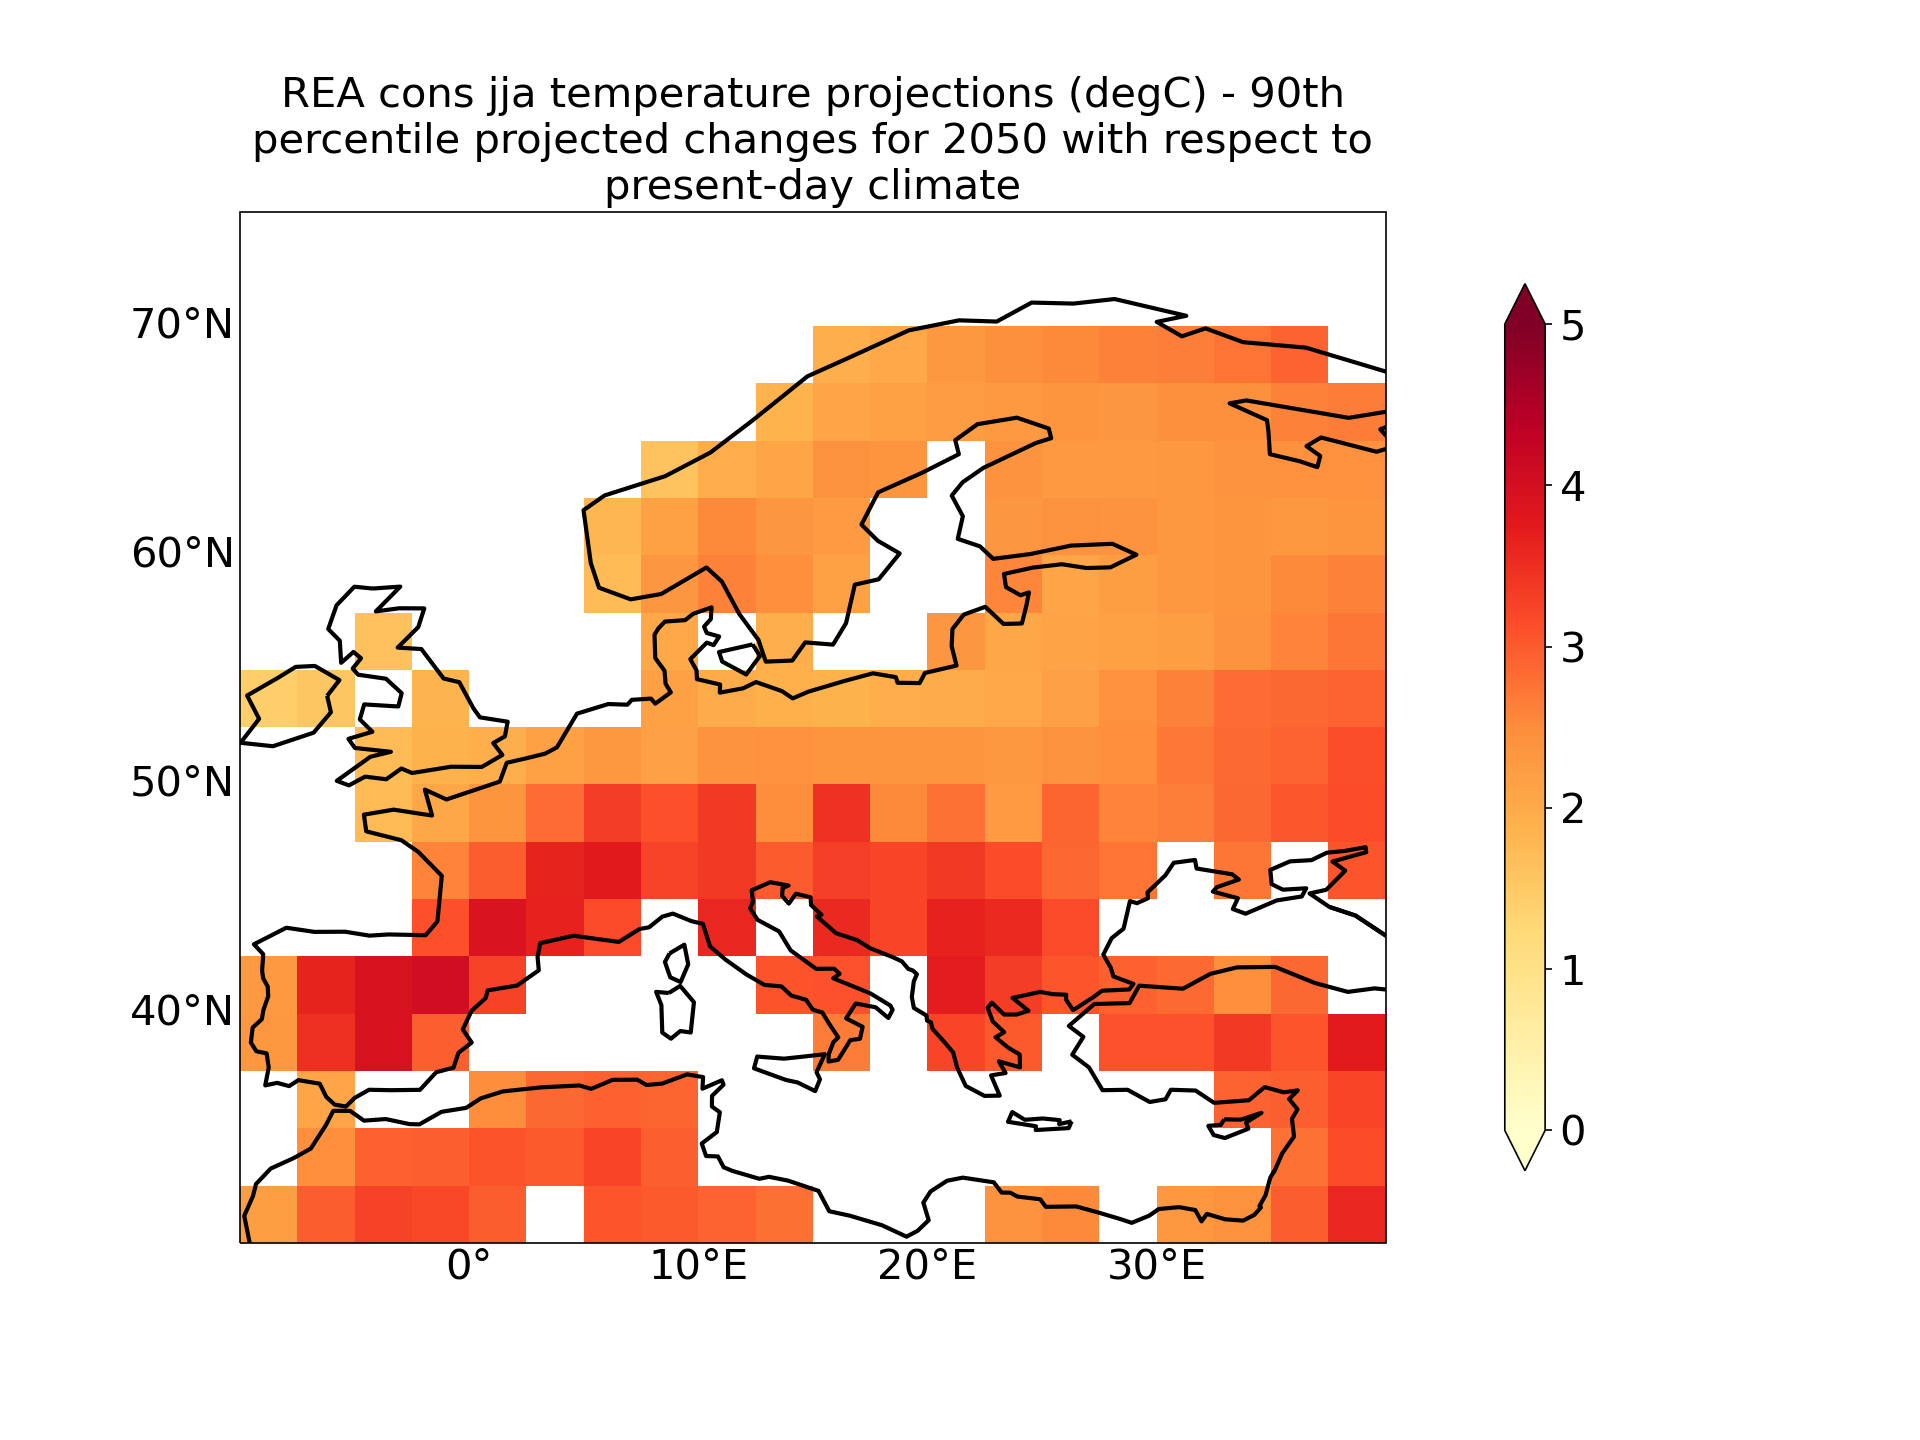 REA cons jja temperature projections (degC) - 90th
percentile projected changes for 2050 with respect to
present-day climate
70°N
60°N
50°N
40°N
0°
10°E
20°E
30°E
5
4
3
2
1
0